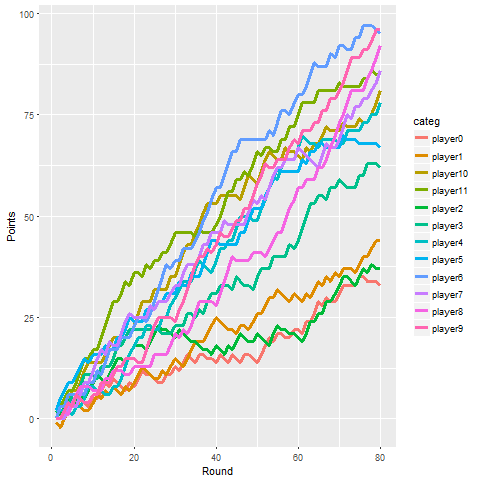 100
75
50
25
0
Points
0
20
40
60
80
Round
categ
player0
player1
player10
player11
player2
player3
player4
player5
player6
player7
player8
player9